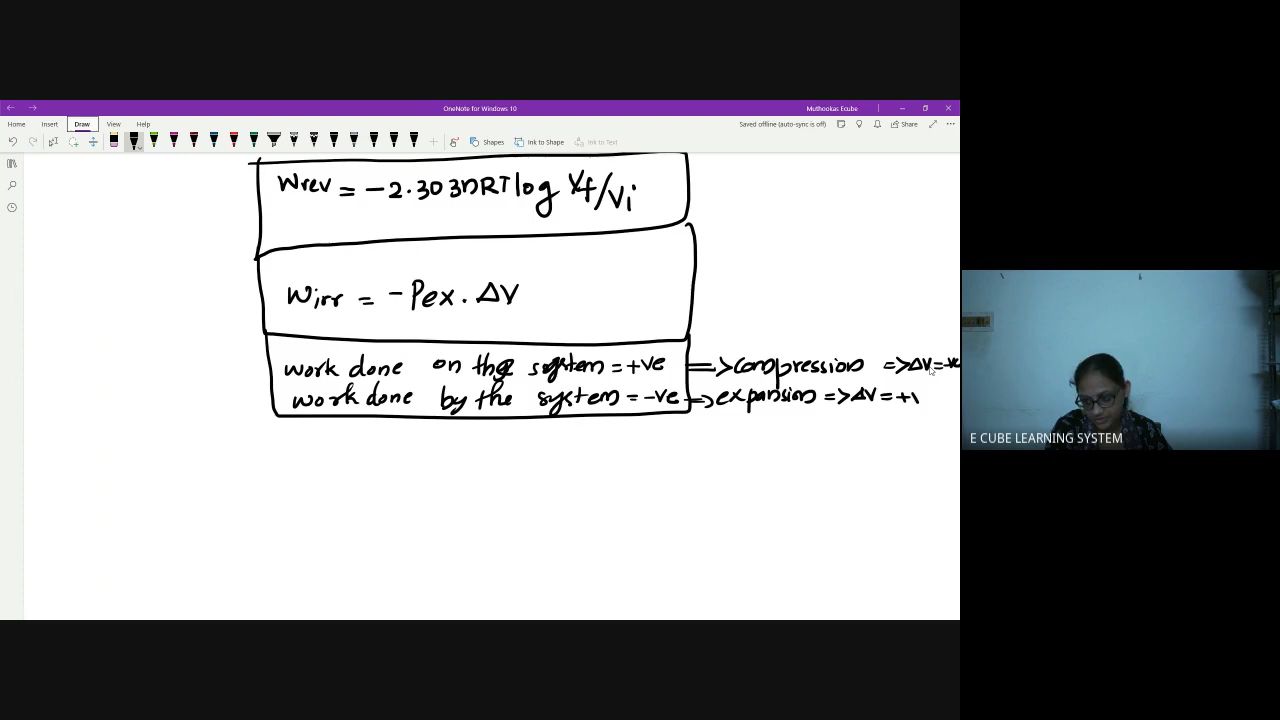 OneNote for Windows 10
Muthookas Ecube
Home Insert Draw View Help
Saved offline (auto-sync is off)
Share
Shapes
Ink to Shape
Ink to Text
Wrev = -2.303nRT log Vf/Vi
Wirr = -Pex. ΔV
work done on the system = +ve => compression => ΔV = -ve
work done by the system = -ve -> expansion => ΔV = +
E CUBE LEARNING SYSTEM